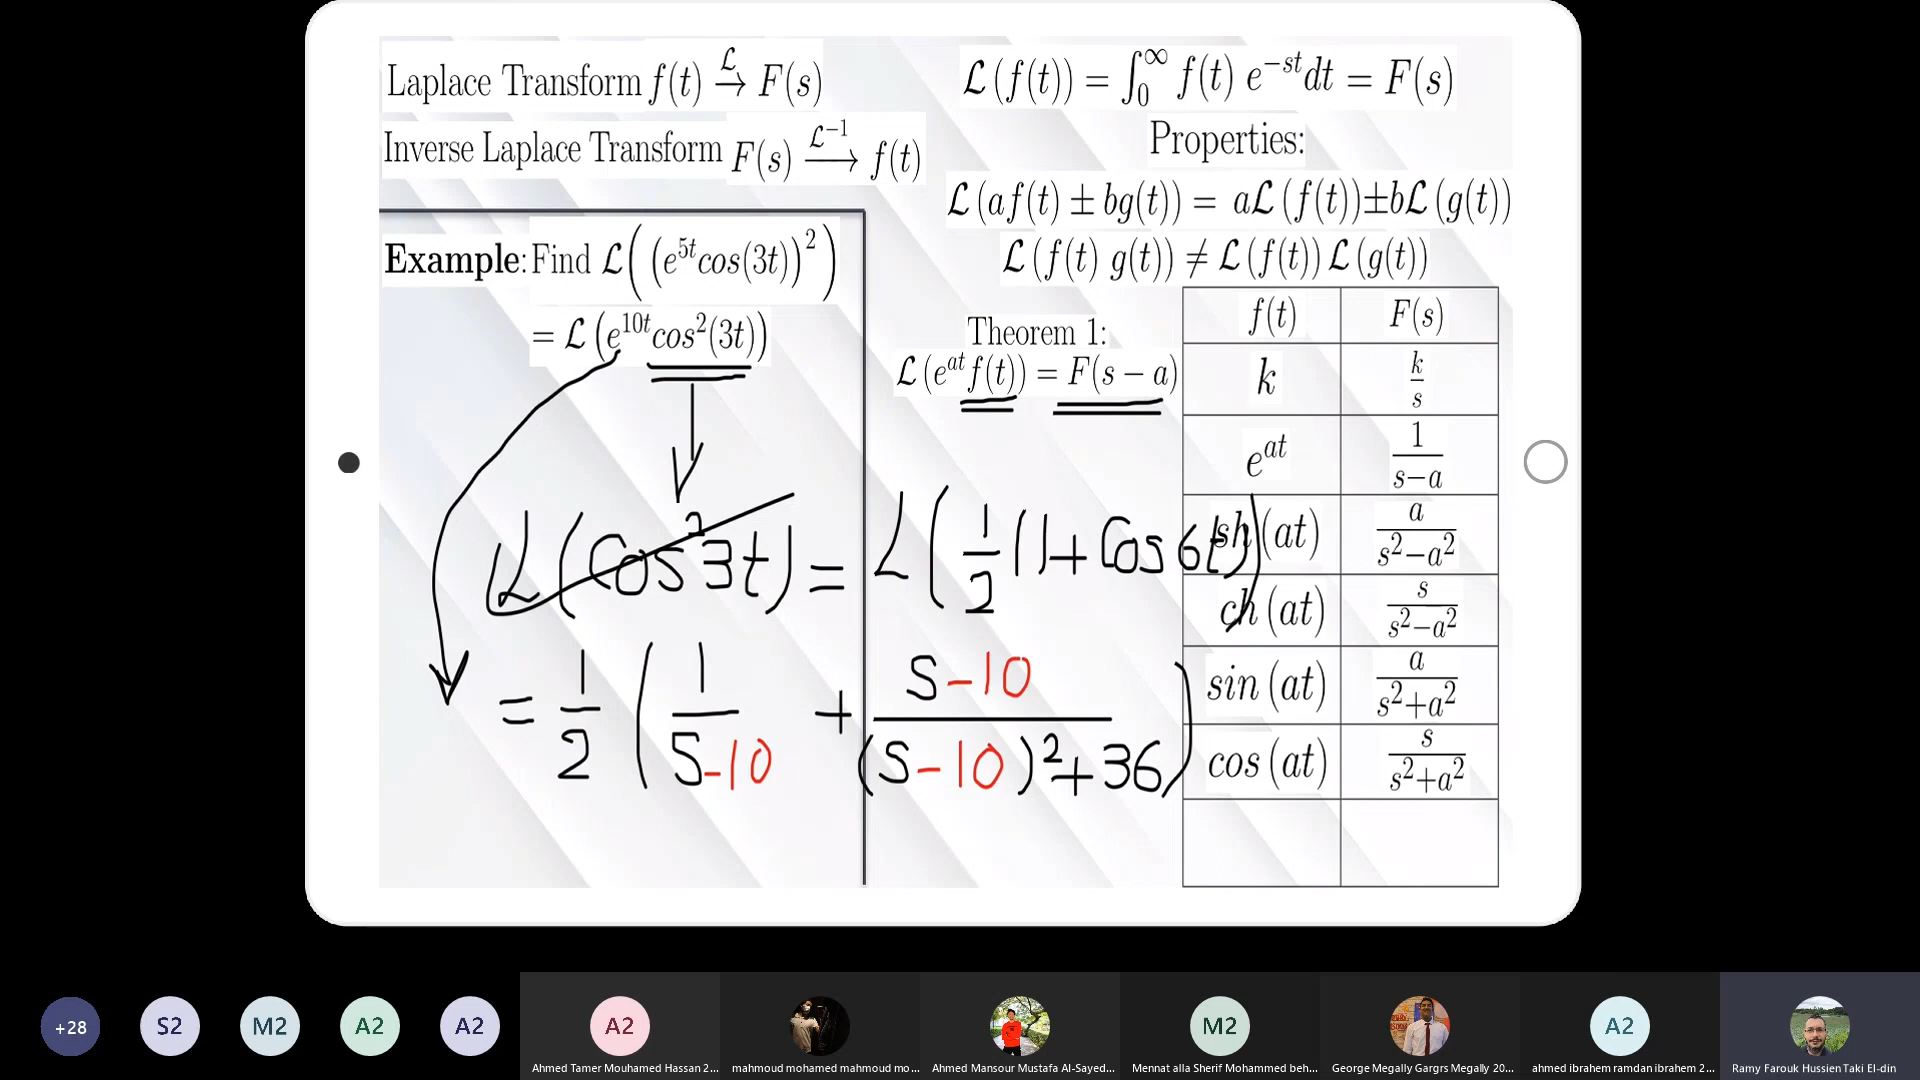 Laplace Transform f(t) →ℒ F(s)
Inverse Laplace Transform F(s) →ℒ⁻¹ f(t)
ℒ(f(t)) = ∫₀^∞ f(t) e^{-st}dt = F(s)
Properties:
ℒ(af(t) ± bg(t)) = aℒ(f(t))±bℒ(g(t))
ℒ(f(t) g(t)) ≠ ℒ(f(t))ℒ(g(t))
Example: Find ℒ((e^{5t}cos(3t))²)
= ℒ(e^{10t}cos²(3t))
Theorem 1:
ℒ(e^{at}f(t)) = F(s − a)
ℒ(Cos²3t) = ℒ(1/2(1+Cos6t))
= 1/2 (1/(S-10) + (S-10)/((S-10)²+36))
f(t) F(s)
k k/s
e^{at} 1/(s−a)
sh(at) a/(s²−a²)
ch(at) s/(s²−a²)
sin(at) a/(s²+a²)
cos(at) s/(s²+a²)
+28 S2 M2 A2 A2 A2 M2 A2
Ahmed Tamer Mouhamed Hassan 2...
mahmoud mohamed mahmoud mo...
Ahmed Mansour Mustafa Al-Sayed...
Mennat alla Sherif Mohammed beh...
George Megally Gargrs Megally 20...
ahmed ibrahem ramdan ibrahem 2...
Ramy Farouk Hussien Taki El-din